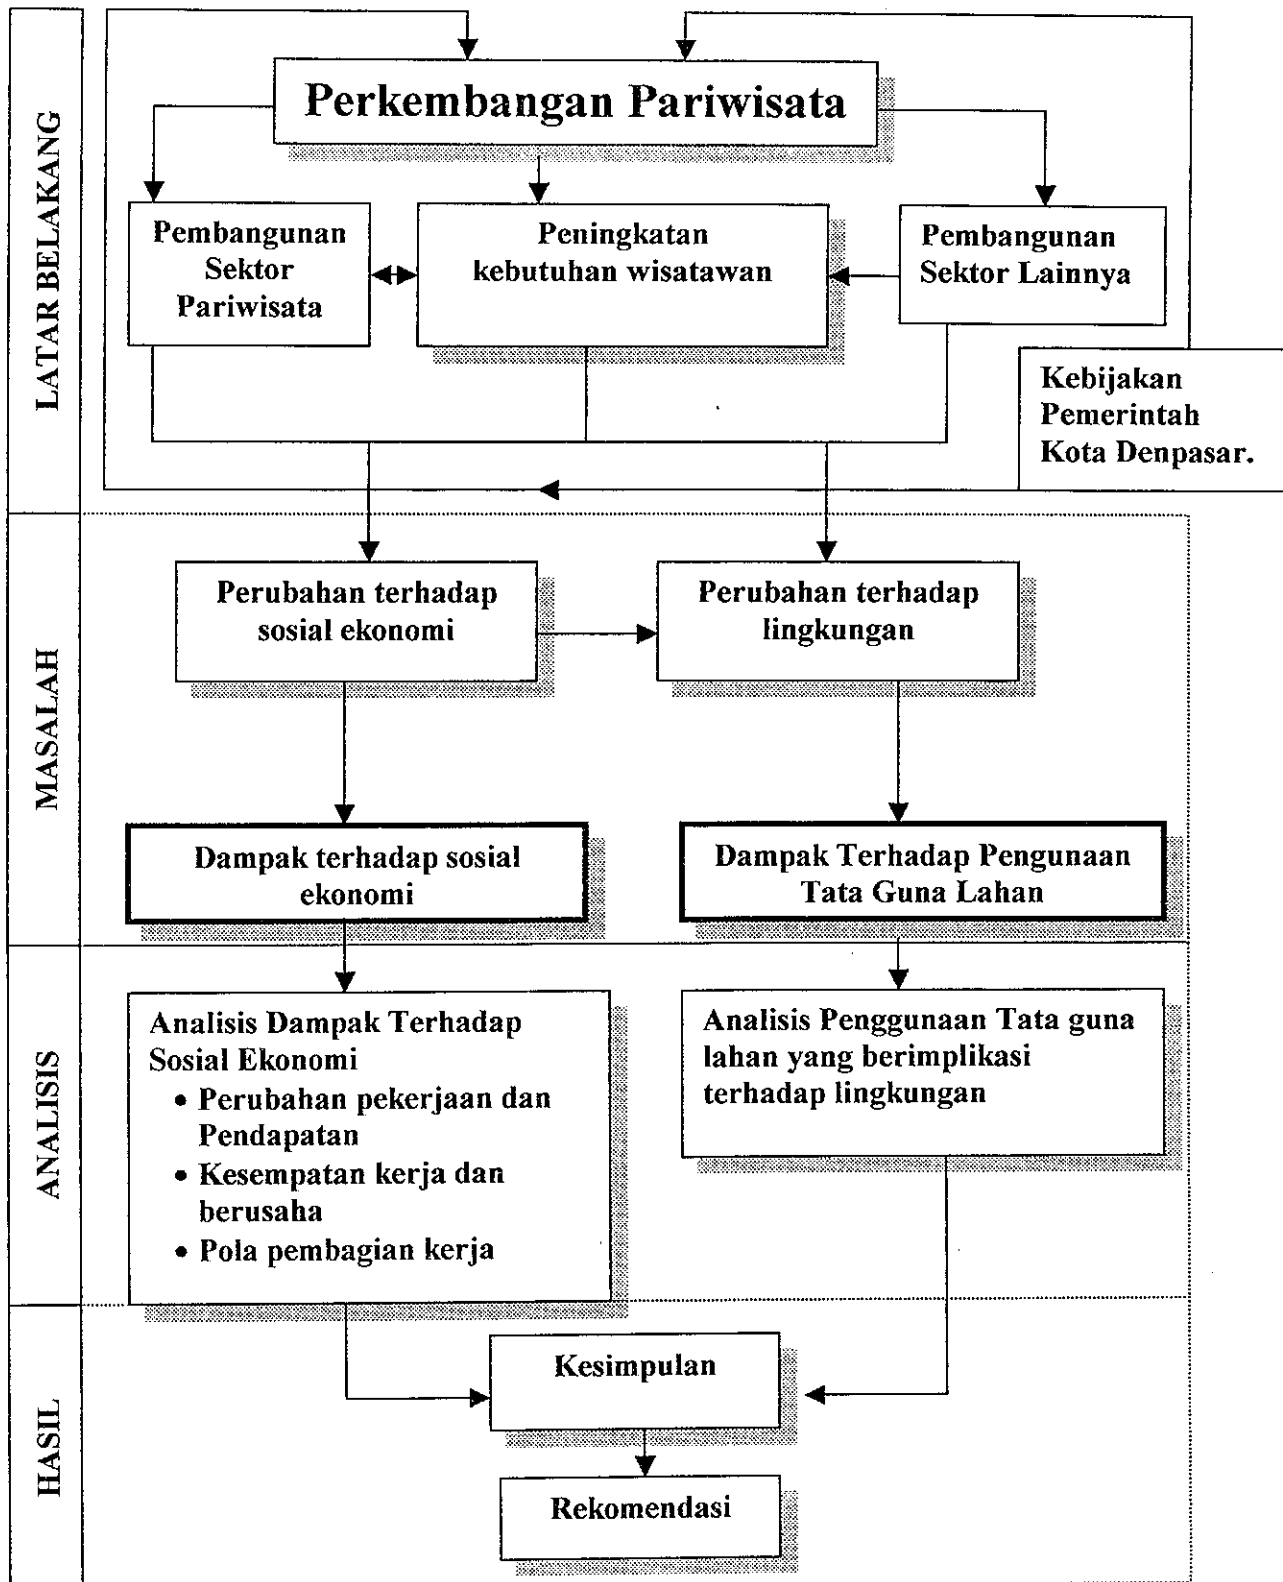 LATAR BELAKANG
Perkembangan Pariwisata
Pembangunan
Sektor
Pariwisata
Peningkatan
kebutuhan wisatawan
Pembangunan
Sektor Lainnya
Kebijakan
Pemerintah
Kota Denpasar.
MASALAH
Perubahan terhadap
sosial ekonomi
Perubahan terhadap
lingkungan
Dampak terhadap sosial
ekonomi
Dampak Terhadap Pengunaan
Tata Guna Lahan
ANALISIS
Analisis Dampak Terhadap
Sosial Ekonomi
• Perubahan pekerjaan dan
Pendapatan
• Kesempatan kerja dan
berusaha
• Pola pembagian kerja
Analisis Penggunaan Tata guna
lahan yang berimplikasi
terhadap lingkungan
HASIL
Kesimpulan
Rekomendasi